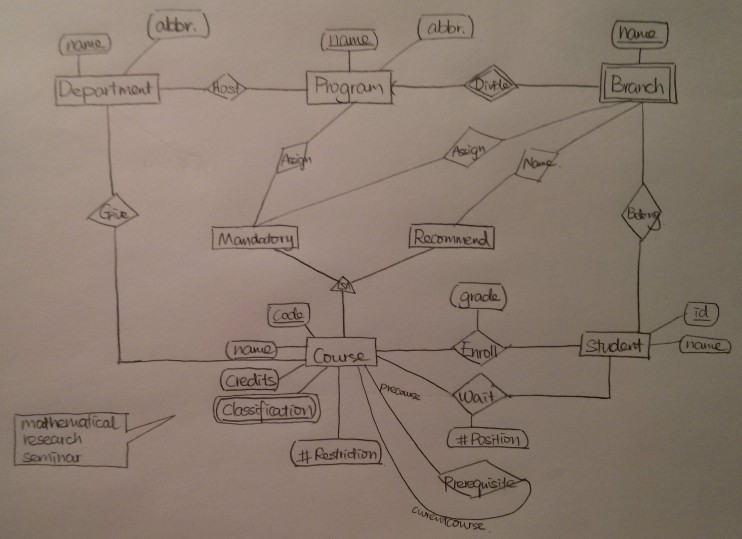 name
(abbr.)
name
(abbr.)
name
Department
Host
Program
Divide
Branch
Assign
Assign
Name
Give
Belong
Mandatory
Recommend
ISA
Code
grade
id
name
Course
Enroll
Student
name
Credits
precourse
Wait
Classification
mathematical
research
seminar
#Position
#Restriction
Prerequisite
curentcourse